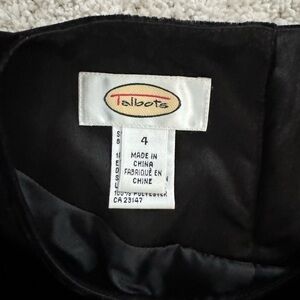 Talbots
4
MADE IN
CHINA
FABRIQUÉ EN
CHINE
100% POLYESTER
CA 23147